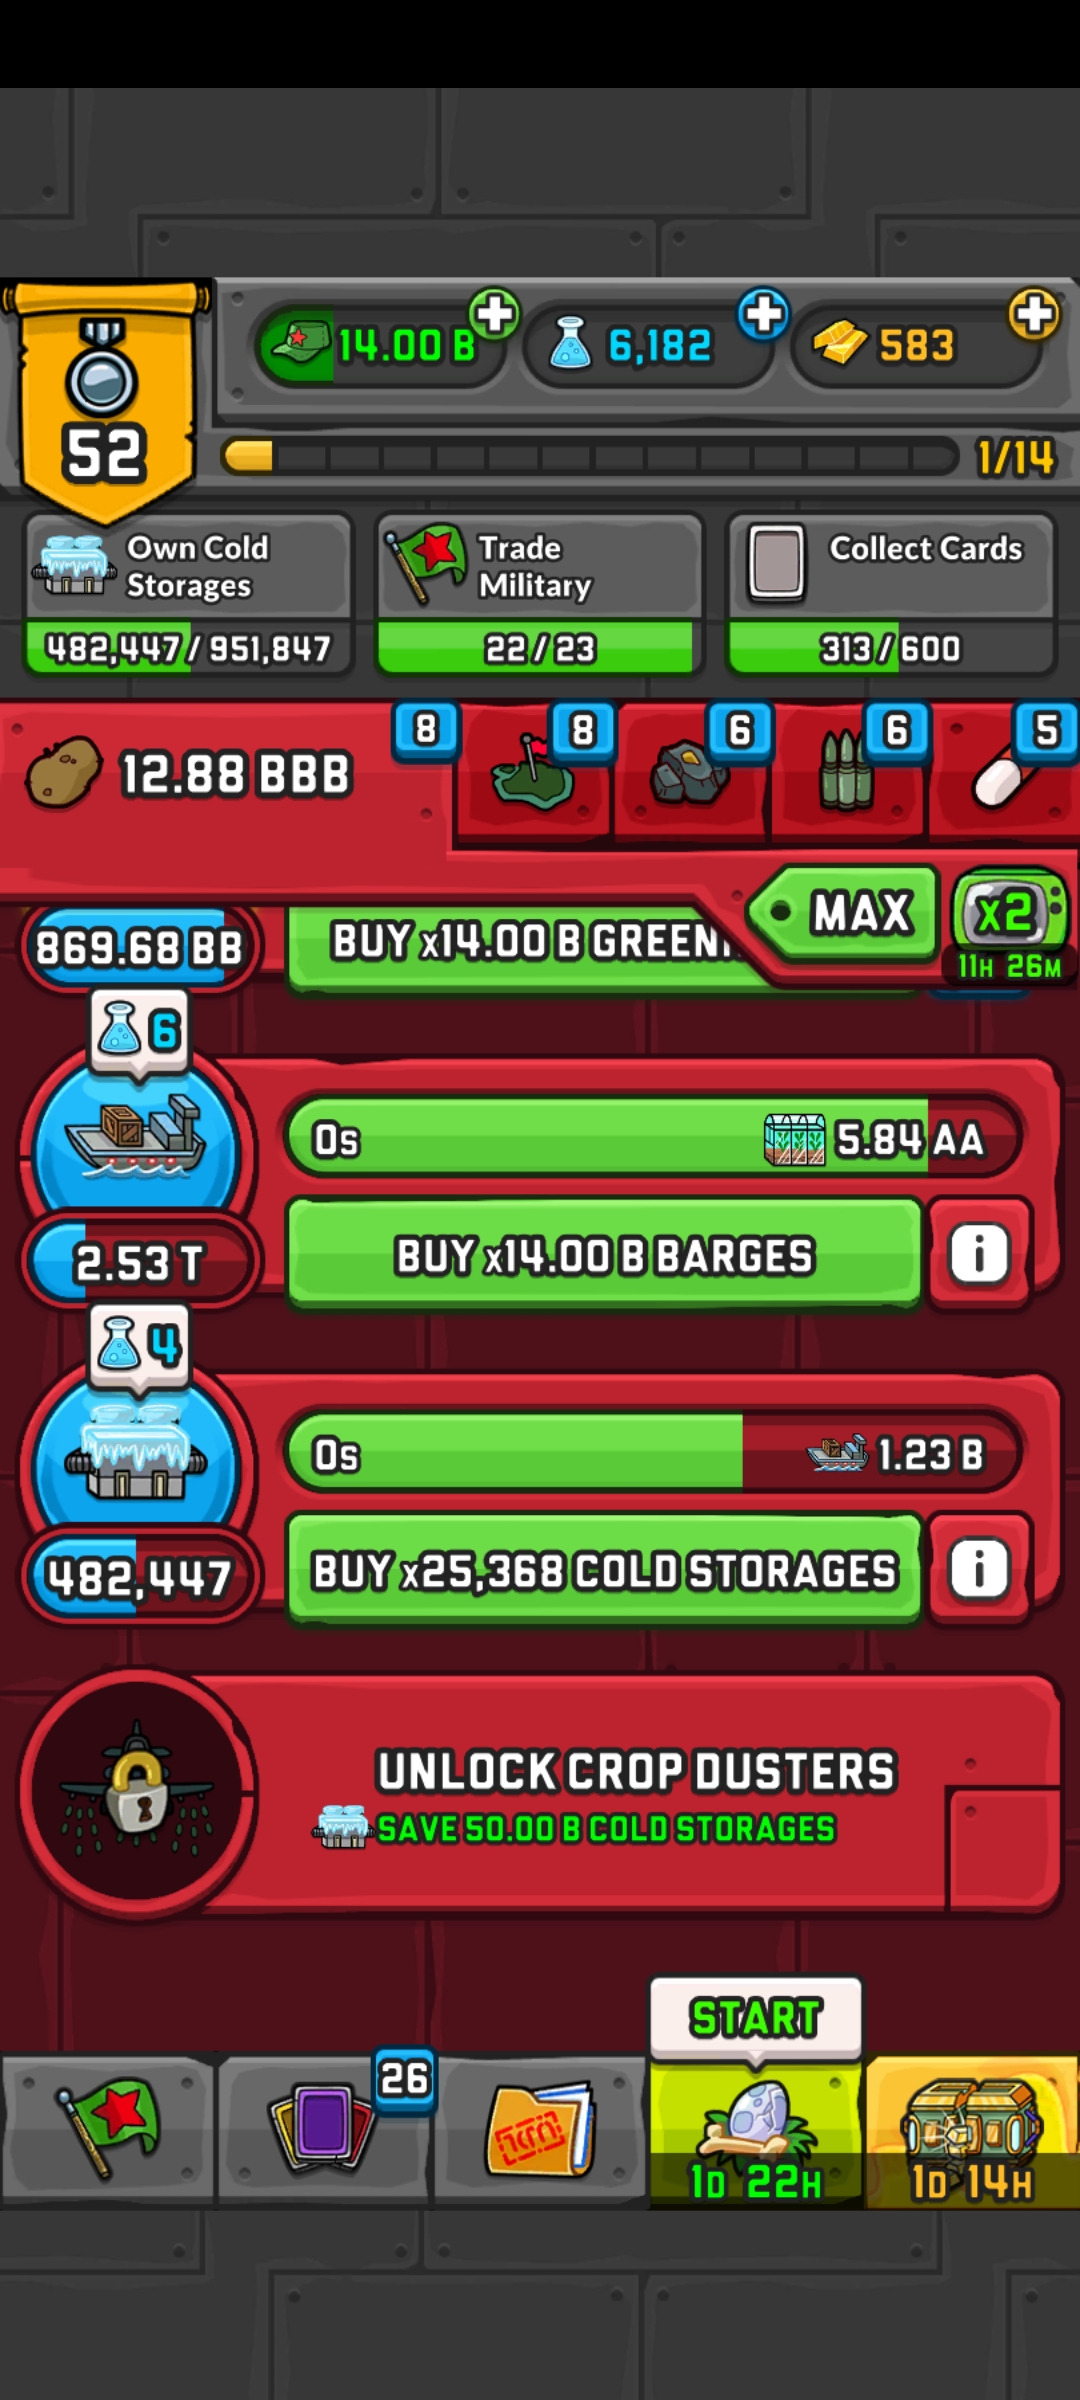 14.00 B
6,182
583
52
1/14
Own Cold
Storages
482,447 / 951,847
Trade
Military
22 / 23
Collect Cards
313 / 600
12.88 BBB
8
8
6
6
5
MAX
x2
11H 26M
869.68 BB
BUY x14.00 B
6
0s
5.84 AA
2.53 T
BUY x14.00 B BARGES
i
4
0s
1.23 B
482,447
BUY x25,368 COLD STORAGES
i
UNLOCK CROP DUSTERS
SAVE 50.00 B COLD STORAGES
START
26
1D 22H
1D 14H